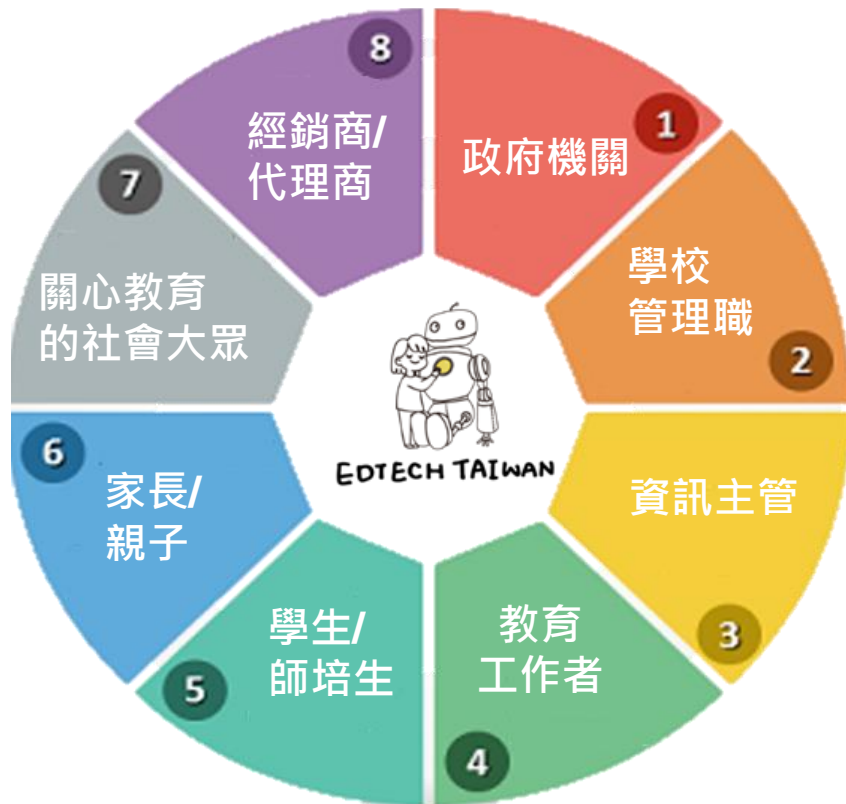 1
政府機關
2
學校
管理職
3
資訊主管
4
教育
工作者
5
學生/
師培生
6
家長/
親子
7
關心教育
的社會大眾
8
經銷商/
代理商
EDTECH TAIWAN